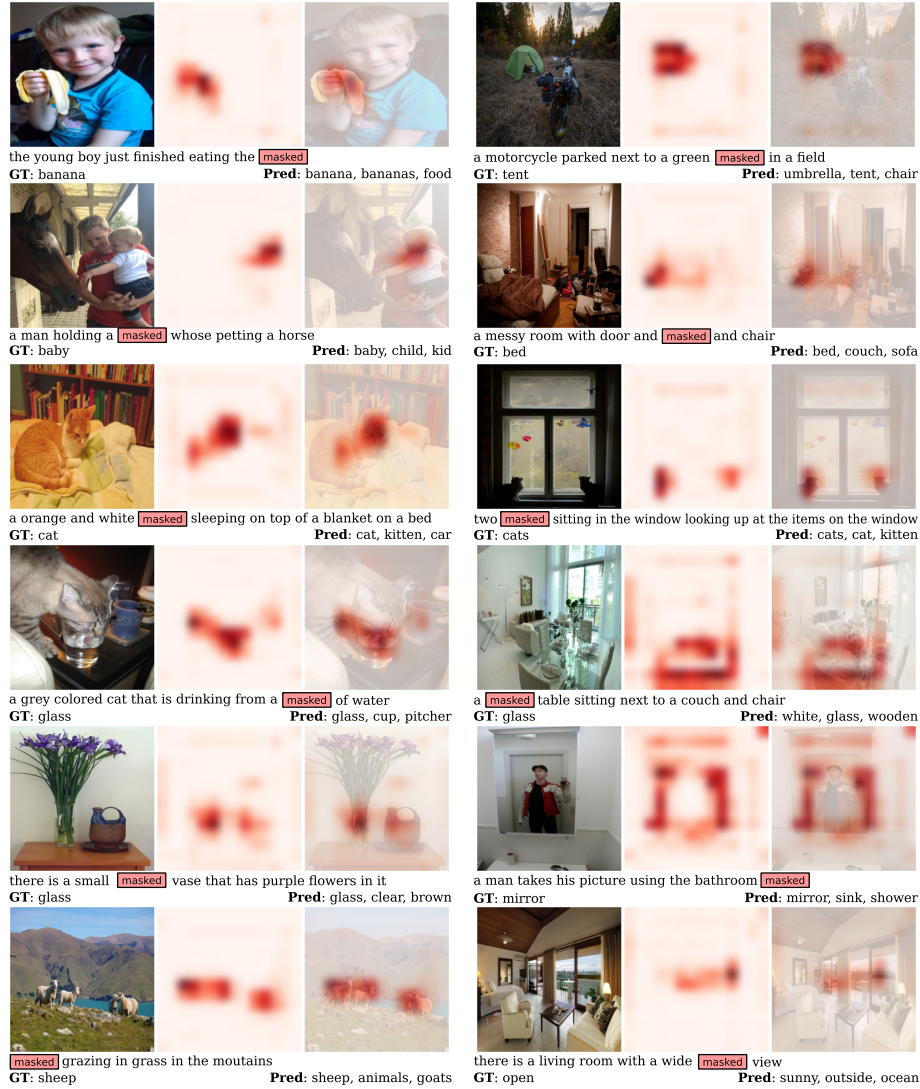 the young boy just finished eating the masked
GT: banana Pred: banana, bananas, food
a motorcycle parked next to a green masked in a field
GT: tent Pred: umbrella, tent, chair
a man holding a masked whose petting a horse
GT: baby Pred: baby, child, kid
a messy room with door and masked and chair
GT: bed Pred: bed, couch, sofa
a orange and white masked sleeping on top of a blanket on a bed
GT: cat Pred: cat, kitten, car
two masked sitting in the window looking up at the items on the window
GT: cats Pred: cats, cat, kitten
a grey colored cat that is drinking from a masked of water
GT: glass Pred: glass, cup, pitcher
a masked table sitting next to a couch and chair
GT: glass Pred: white, glass, wooden
there is a small masked vase that has purple flowers in it
GT: glass Pred: glass, clear, brown
a man takes his picture using the bathroom masked
GT: mirror Pred: mirror, sink, shower
masked grazing in grass in the moutains
GT: sheep Pred: sheep, animals, goats
there is a living room with a wide masked view
GT: open Pred: sunny, outside, ocean